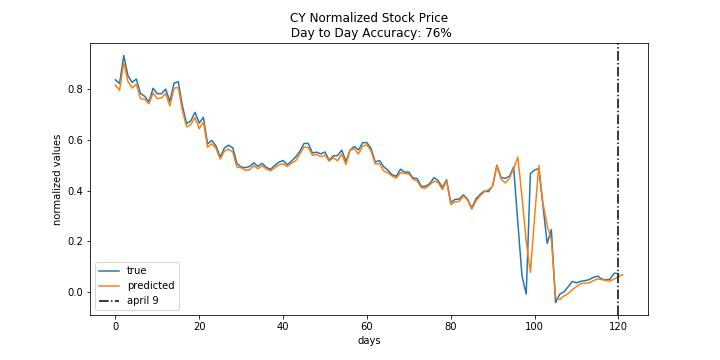 CY Normalized Stock Price
Day to Day Accuracy: 76%
normalized values
0.8
0.6
0.4
0.2
0.0
true
predicted
april 9
0
20
40
60
80
100
120
days